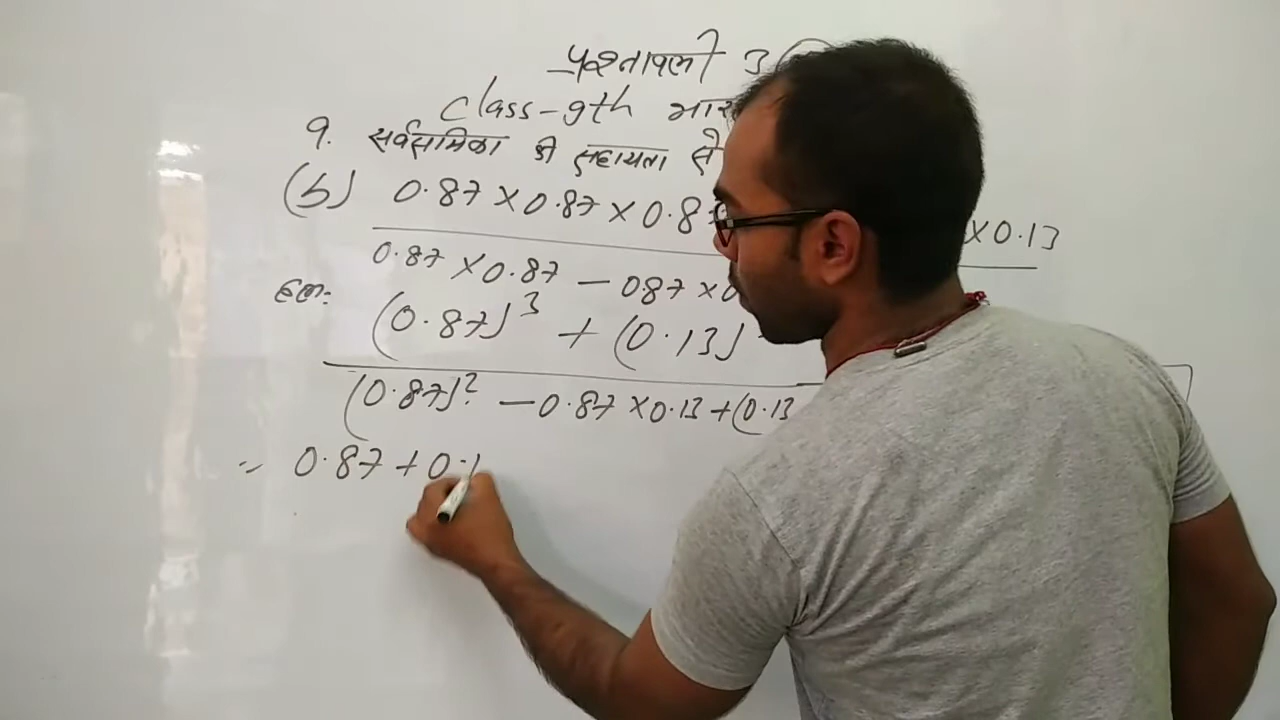 प्रश्नावली 3
Class-9th
9. सर्वसमिका की सहायता से
(b) 0.87 × 0.87 × 0.8 × 0.13
0.87 × 0.87 - 0.87 ×
हल:
(0.87)³ + (0.13)
(0.87)² - 0.87 × 0.13 + (0.13
= 0.87 + 0.1